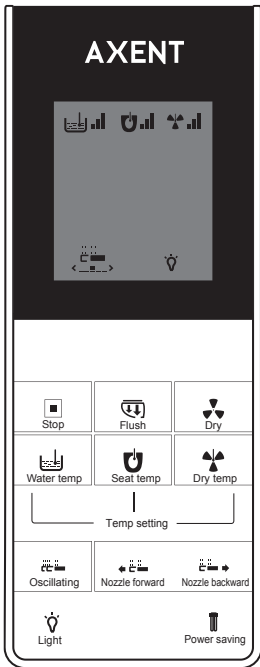 AXENT
Stop Flush Dry
Water temp Seat temp Dry temp
Temp setting
Oscillating Nozzle forward Nozzle backward
Light Power saving